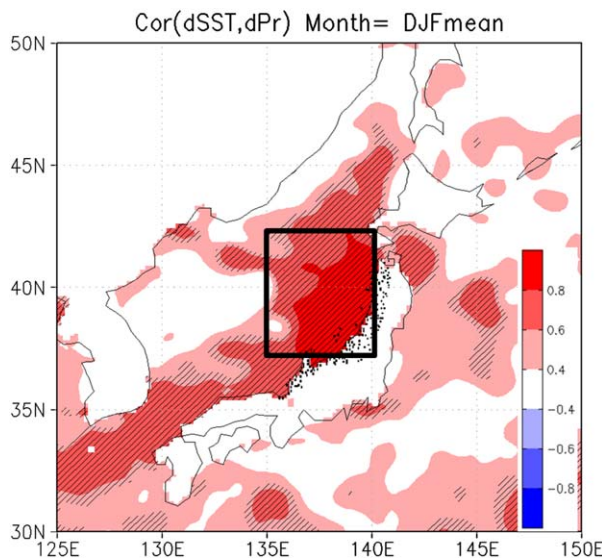 Cor(dSST,dPr) Month= DJFmean
50N
45N
40N
35N
30N
0.8
0.6
0.4
-0.4
-0.6
-0.8
125E 130E 135E 140E 145E 150E